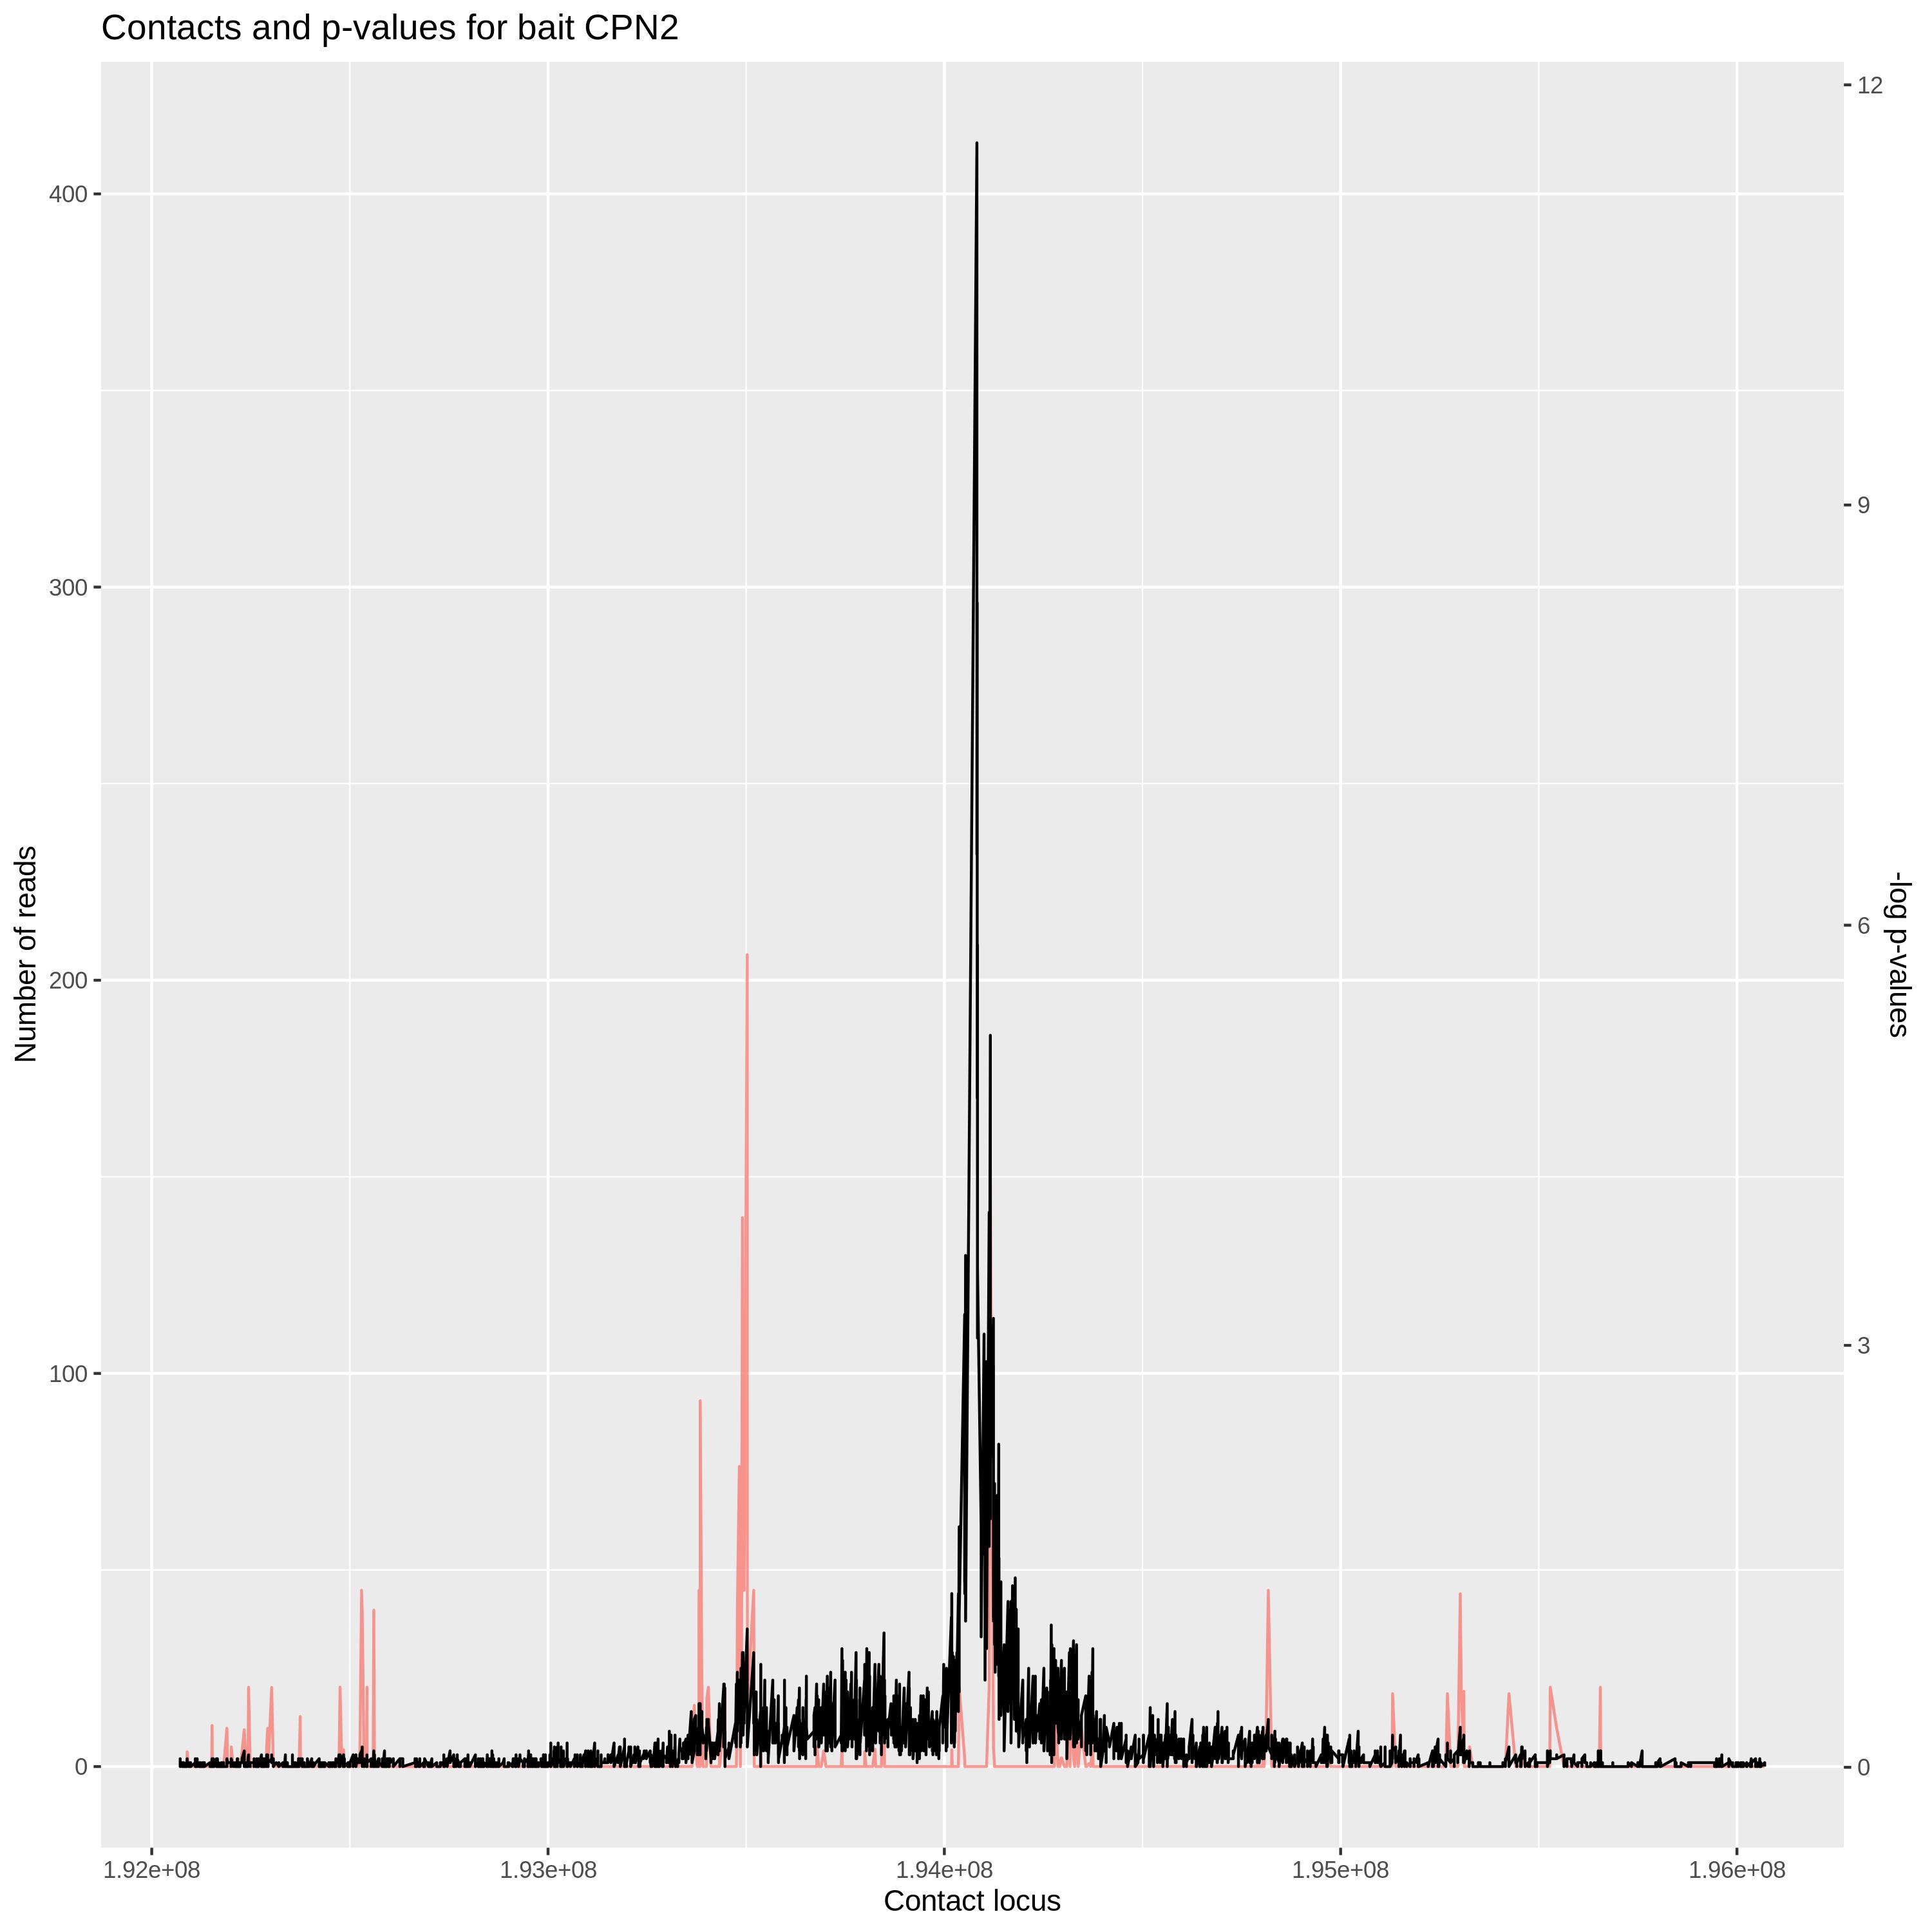 Contacts and p-values for bait CPN2
400
300
200
100
0
12
9
6
3
0
Number of reads
-log p-values
1.92e+08
1.93e+08
1.94e+08
1.95e+08
1.96e+08
Contact locus